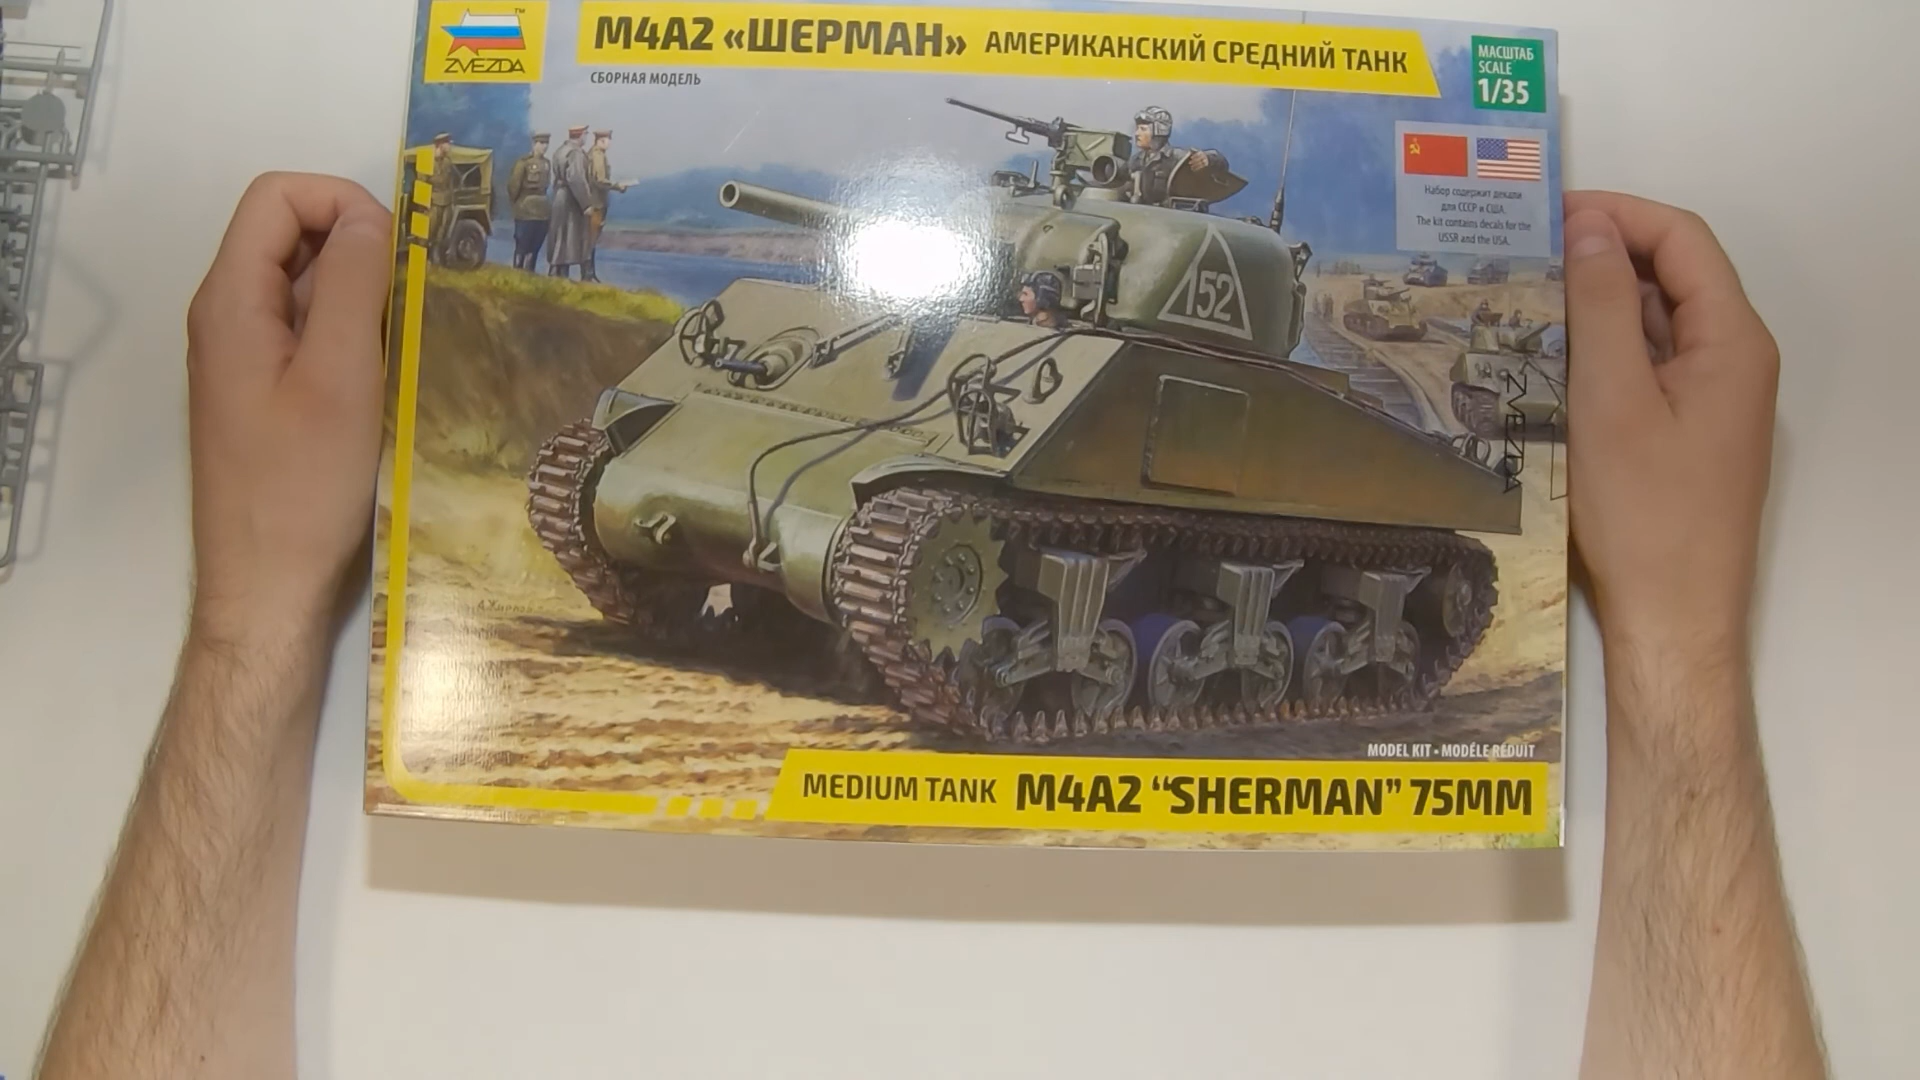 ZVEZDA
™
М4А2 «ШЕРМАН» АМЕРИКАНСКИЙ СРЕДНИЙ ТАНК
СБОРНАЯ МОДЕЛЬ
МАСШТАБ
SCALE
1/35
Набор содержит декали
для СССР и США.
The kit contains decals for the
USSR and the USA.
152
ZVEZDA
MODEL KIT • MODÈLE RÉDUIT
MEDIUM TANK M4A2 “SHERMAN” 75MM